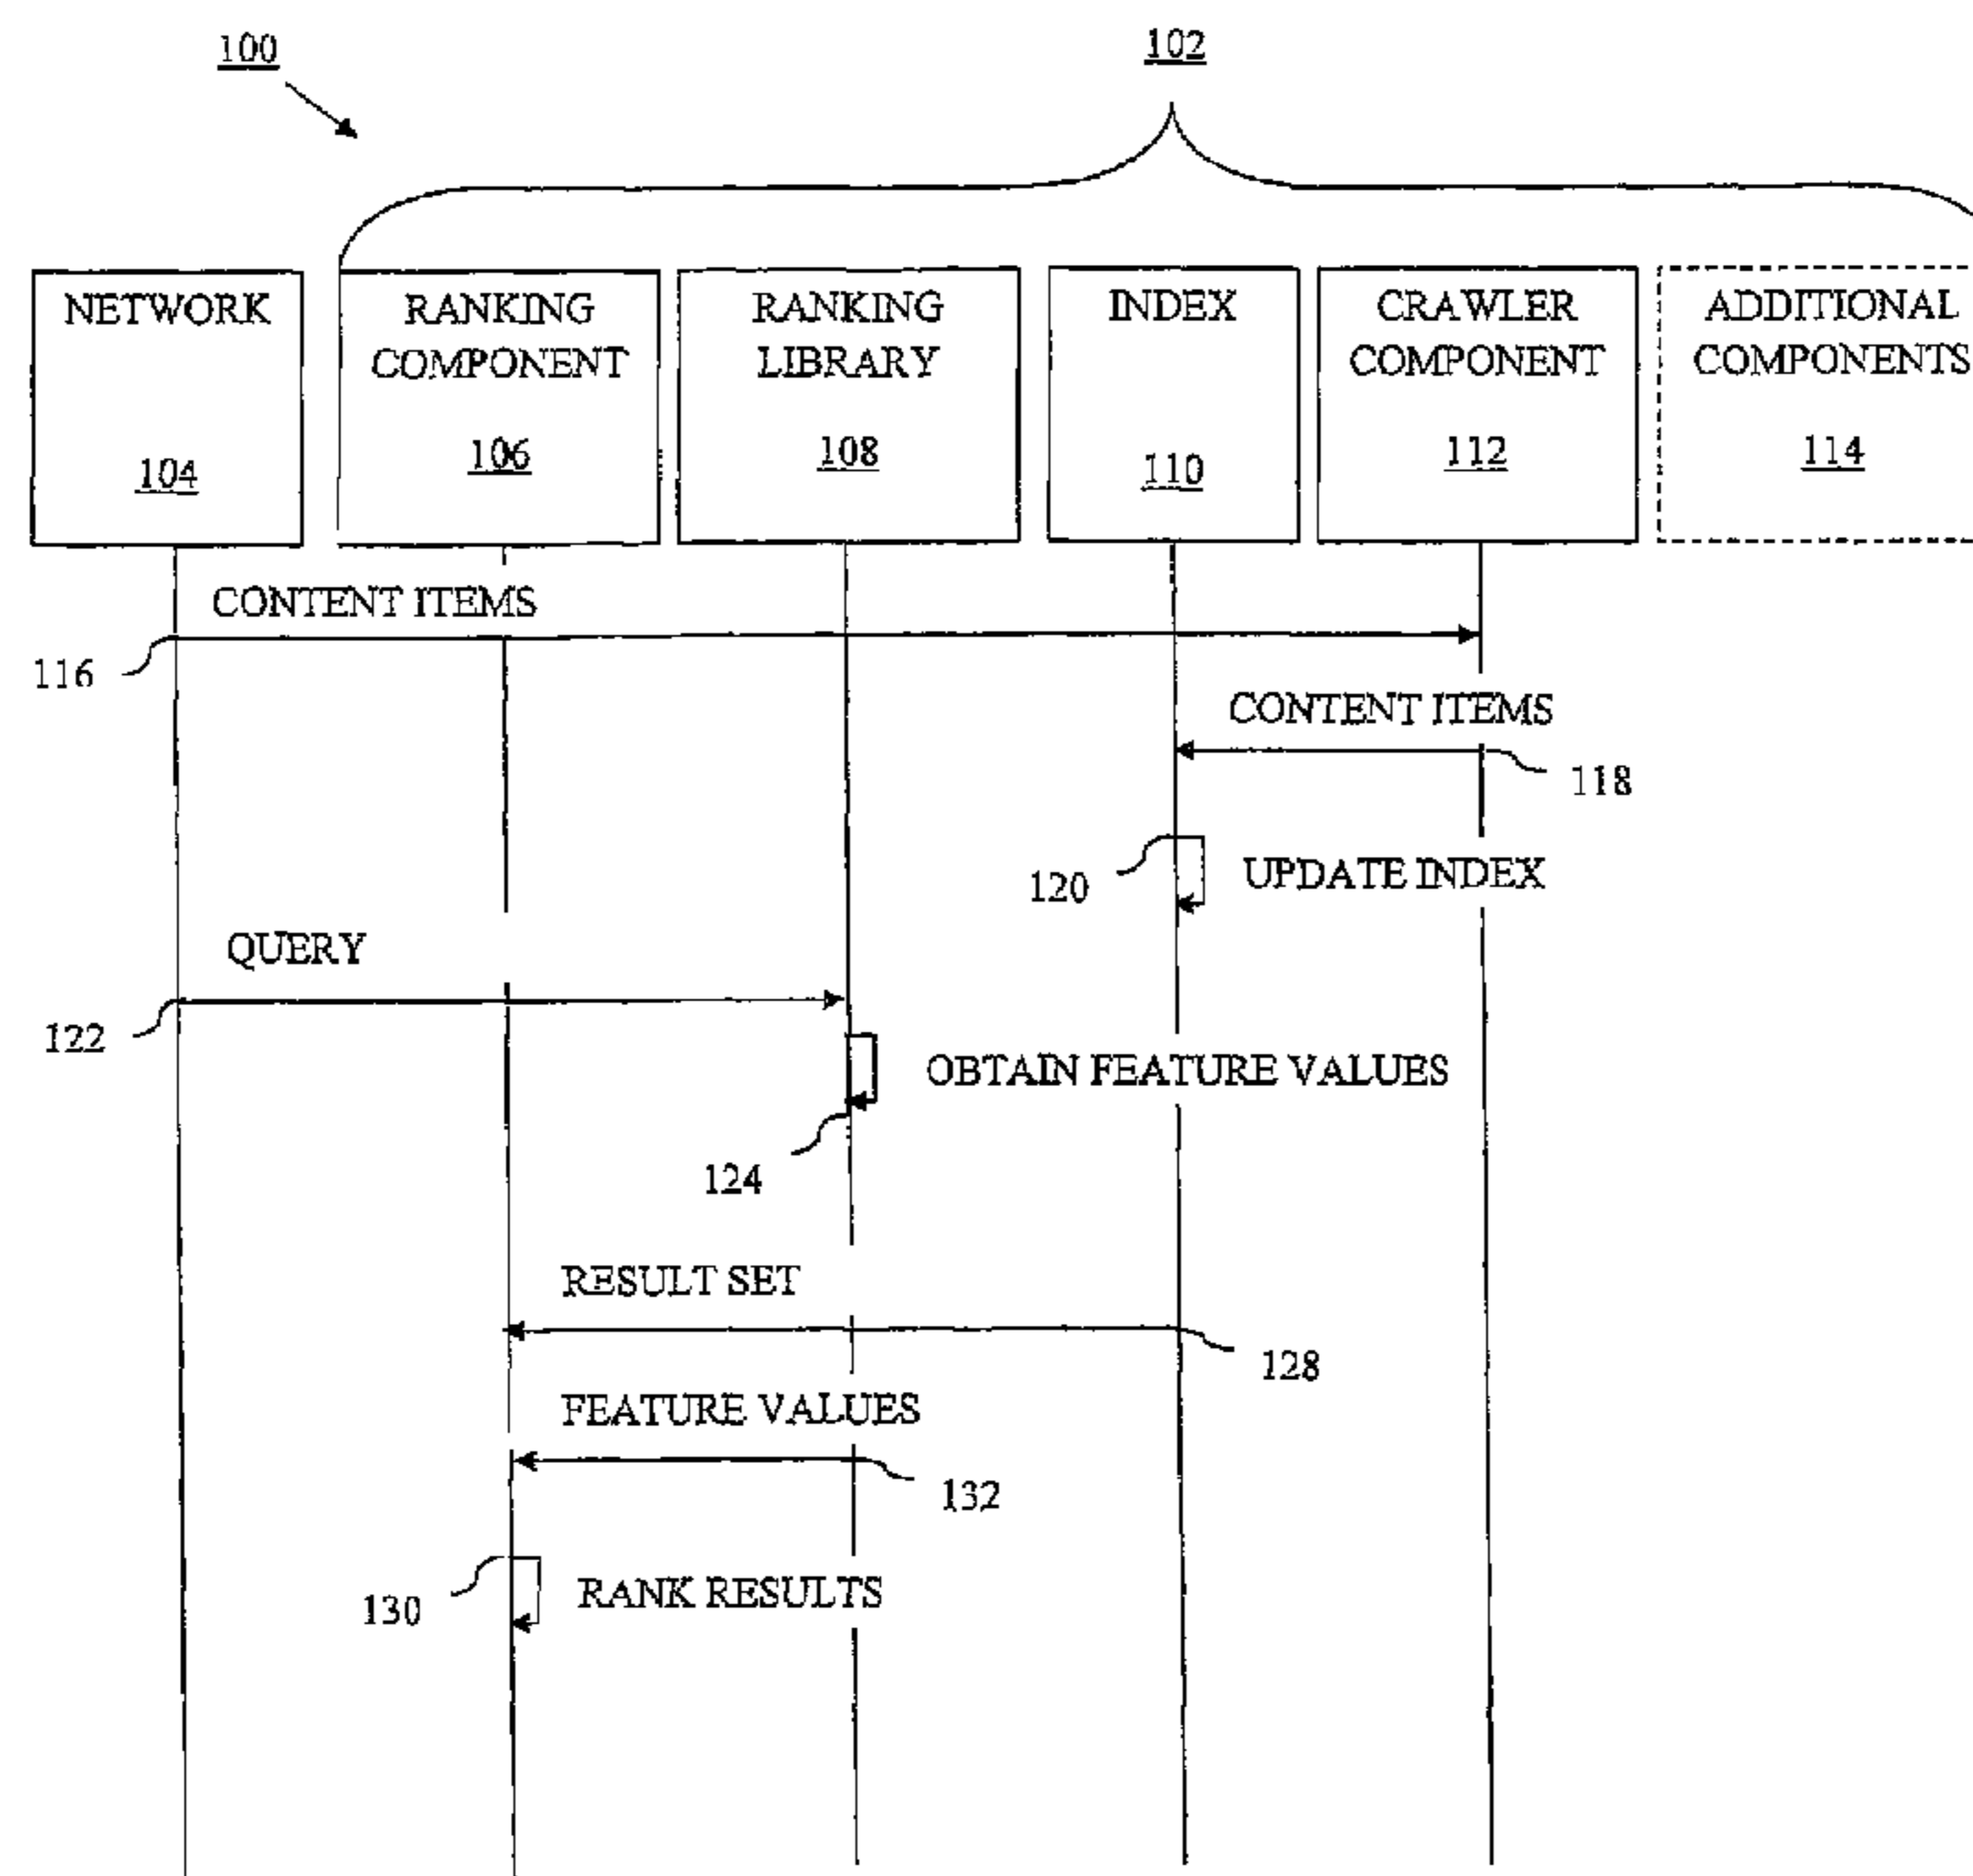 100
102
NETWORK
104
RANKING
COMPONENT
106
RANKING
LIBRARY
108
INDEX
110
CRAWLER
COMPONENT
112
ADDITIONAL
COMPONENTS
114
CONTENT ITEMS
116
CONTENT ITEMS
118
120
UPDATE INDEX
QUERY
122
OBTAIN FEATURE VALUES
124
RESULT SET
128
FEATURE VALUES
132
130
RANK RESULTS